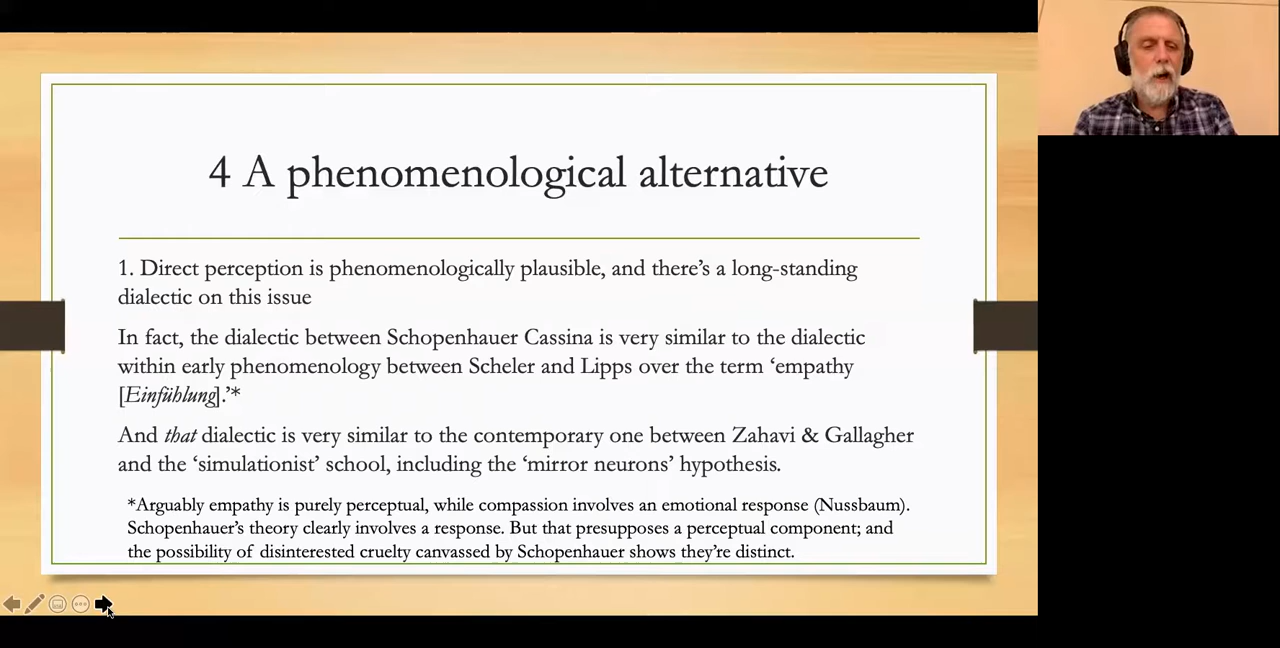 4 A phenomenological alternative
1. Direct perception is phenomenologically plausible, and there’s a long-standing
dialectic on this issue
In fact, the dialectic between Schopenhauer Cassina is very similar to the dialectic
within early phenomenology between Scheler and Lipps over the term ‘empathy
[Einfühlung].’*
And that dialectic is very similar to the contemporary one between Zahavi & Gallagher
and the ‘simulationist’ school, including the ‘mirror neurons’ hypothesis.
*Arguably empathy is purely perceptual, while compassion involves an emotional response (Nussbaum).
Schopenhauer’s theory clearly involves a response. But that presupposes a perceptual component; and
the possibility of disinterested cruelty canvassed by Schopenhauer shows they’re distinct.